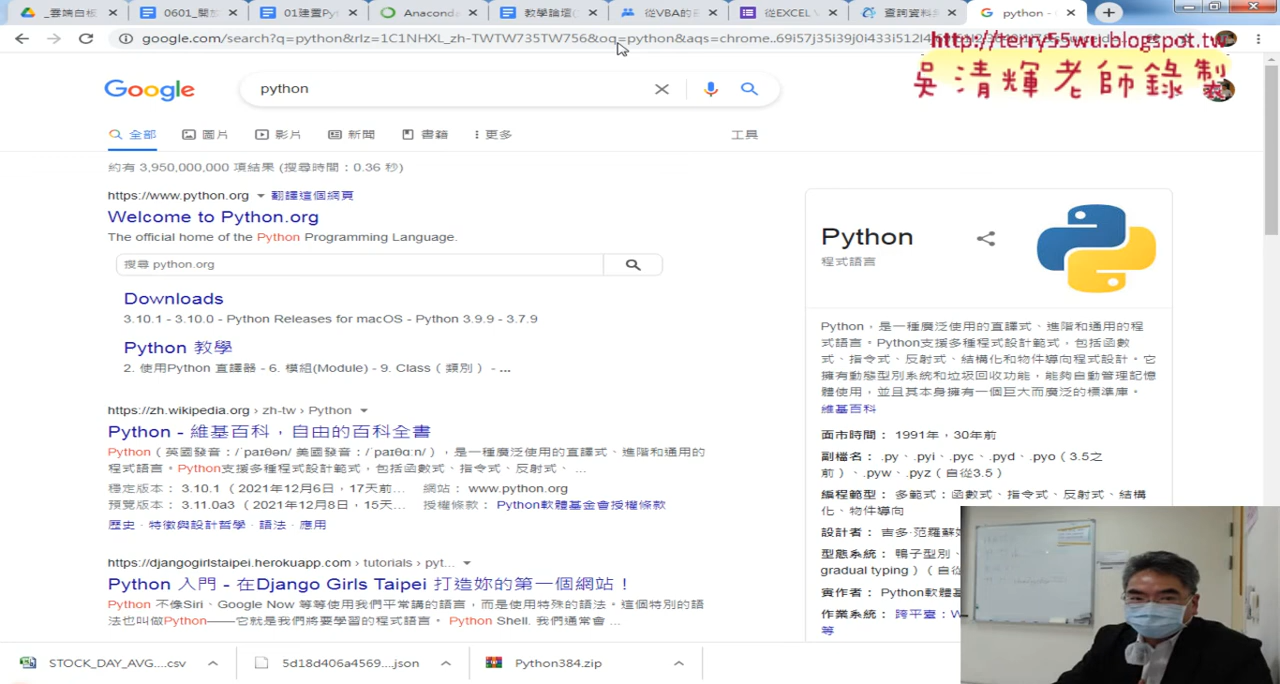 _雲端白板
0601_開放
01建置Py
Anaconda
教學論壇(
從VBA的
從EXCEL V
查詢資料
python -
google.com/search?q=python&rlz=1C1NHXL_zh-TWTW735TW756&oq=python&aqs=chrome..69i57j35i39j0i433i512l4
http://terry55wu.blogspot.tw
吳清輝老師錄製
Google
python
全部
圖片
影片
新聞
書籍
更多
工具
約有 3,950,000,000 項結果 (搜尋時間：0.36 秒)
https://www.python.org 翻譯這個網頁
Welcome to Python.org
The official home of the Python Programming Language.
搜尋 python.org
Downloads
3.10.1 - 3.10.0 - Python Releases for macOS - Python 3.9.9 - 3.7.9
Python 教學
2. 使用Python 直譯器 - 6. 模組(Module) - 9. Class（類別） - ...
https://zh.wikipedia.org › zh-tw › Python
Python - 維基百科，自由的百科全書
Python（英國發音：/ˈpaɪθən/ 美國發音：/ˈpaɪθɑːn/），是一種廣泛使用的直譯式、進階和通用的
程式語言。Python支援多種程式設計範式，包括函數式、指令式、反射式、 ...
穩定版本： 3.10.1 （2021年12月6日，17天前... 網站： www.python.org
預覽版本： 3.11.0a3 （2021年12月8日，15天... 授權條款： Python軟體基金會授權條款
歷史 · 特徵與設計哲學 · 語法 · 應用
https://djangogirlstaipei.herokuapp.com › tutorials › pyt...
Python 入門 - 在Django Girls Taipei 打造妳的第一個網站！
Python 不像Siri、Google Now 等等使用我們平常講的語言，而是使用特殊的語法。這個特別的語
法也叫做Python——它就是我們將要學習的程式語言。 Python Shell. 我們通常會 ...
Python
程式語言
Python，是一種廣泛使用的直譯式、進階和通用的程
式語言。Python支援多種程式設計範式，包括函數
式、指令式、反射式、結構化和物件導向程式設計。它
擁有動態型別系統和垃圾回收功能，能夠自動管理記憶
體使用，並且其本身擁有一個巨大而廣泛的標準庫。
維基百科
面市時間： 1991年，30年前
副檔名： .py、.pyi、.pyc、.pyd、.pyo（3.5之
前）、.pyw、.pyz（自從3.5）
編程範型： 多範式：函數式、指令式、反射式、結構
化、物件導向
設計者： 吉多·范羅蘇
型態系統： 鴨子型別、
gradual typing）（自從
實作者： Python軟體基
作業系統： 跨平臺：W
等
STOCK_DAY_AVG....csv
5d18d406a4569....json
Python384.zip